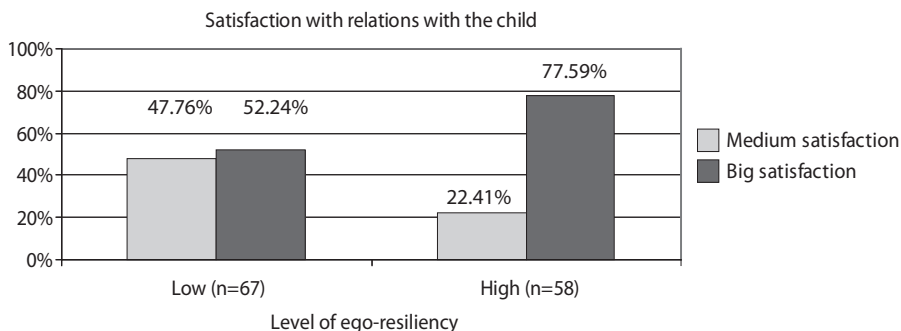 Satisfaction with relations with the child
100%
80%
60%
40%
20%
0%
47.76%
52.24%
22.41%
77.59%
Medium satisfaction
Big satisfaction
Low (n=67)
High (n=58)
Level of ego-resiliency